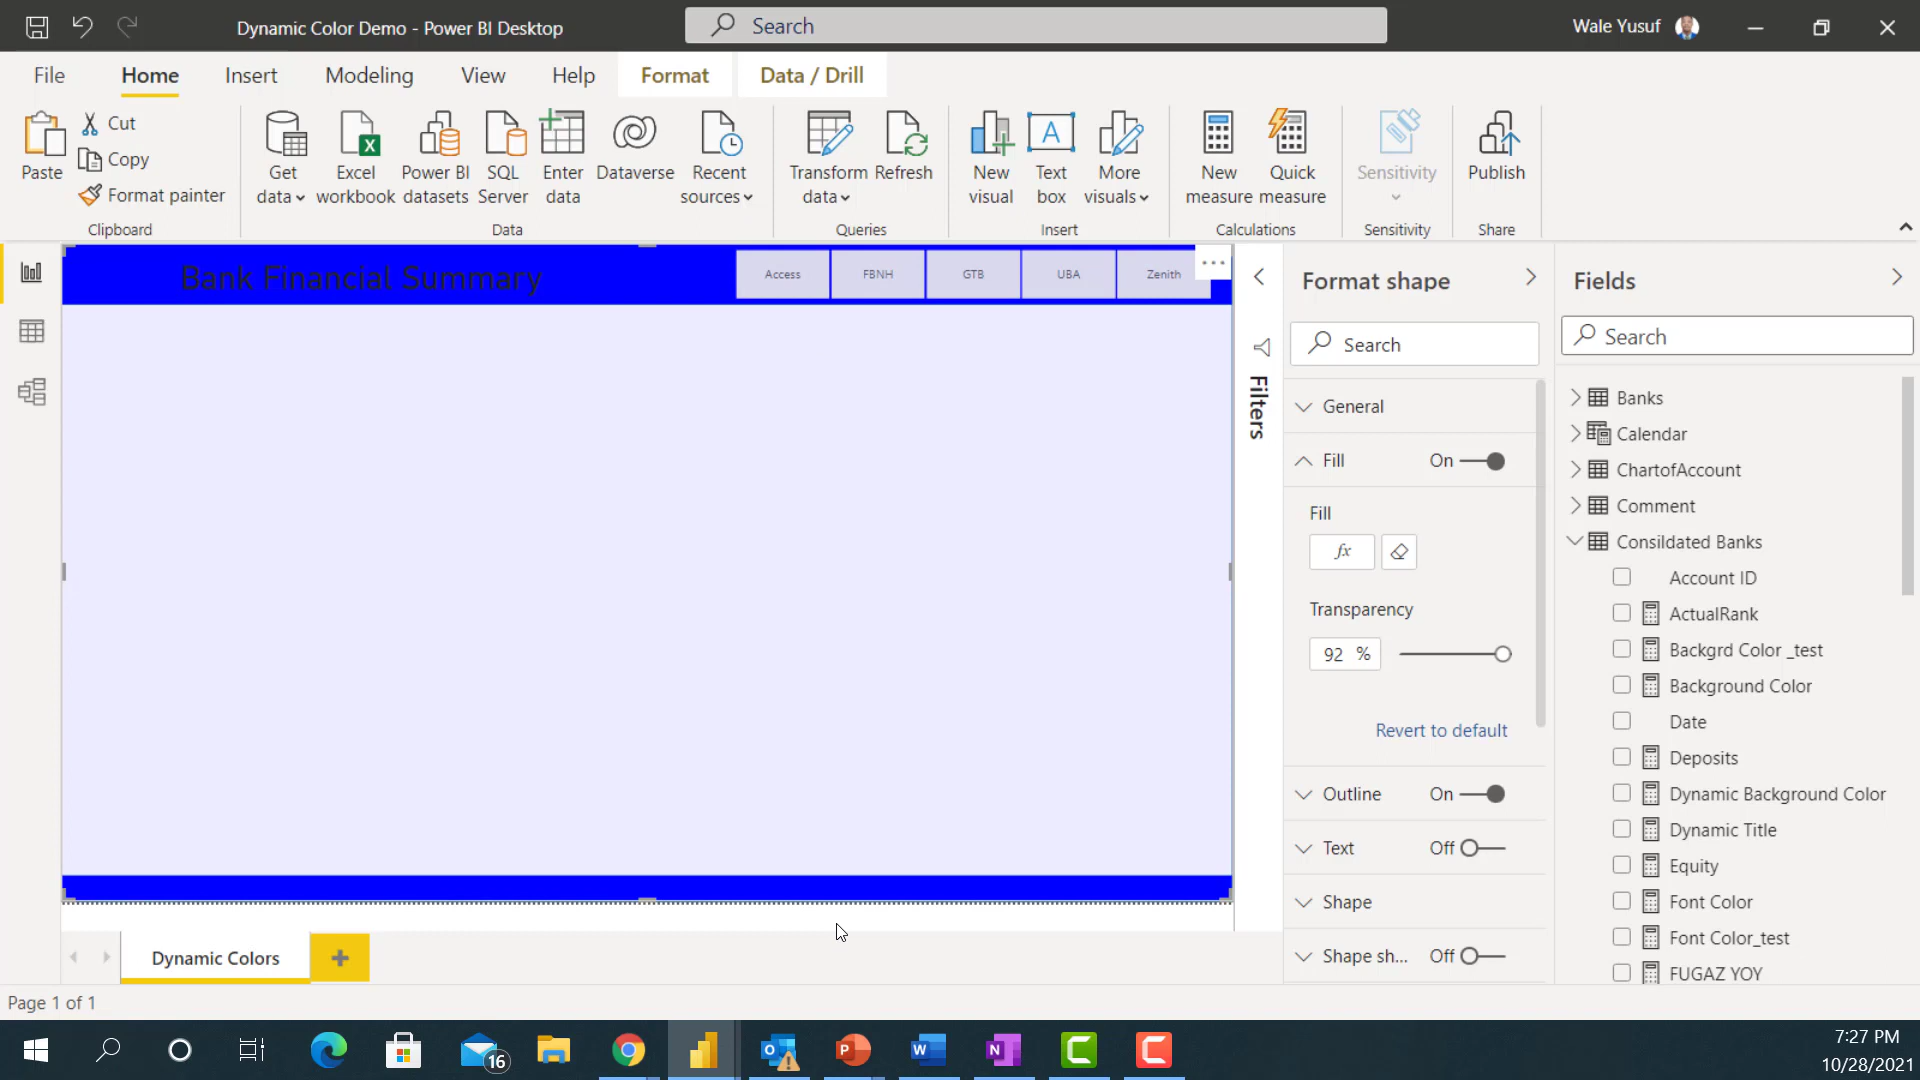 Dynamic Color Demo - Power BI Desktop
Search
Wale Yusuf
File
Home
Insert
Modeling
View
Help
Format
Data / Drill
Paste
Cut
Copy
Format painter
Clipboard
Get data
Excel workbook
Power BI datasets
SQL Server
Enter data
Dataverse
Recent sources
Data
Transform data
Refresh
Queries
New visual
Text box
More visuals
Insert
New measure
Quick measure
Calculations
Sensitivity
Sensitivity
Publish
Share
Bank Financial Summary
Access
FBNH
GTB
UBA
Zenith
Filters
Format shape
Search
General
Fill
On
Fill
fx
Transparency
92 %
Revert to default
Outline
On
Text
Off
Shape
Shape sh...
Off
Fields
Search
Banks
Calendar
ChartofAccount
Comment
Consildated Banks
Account ID
ActualRank
Backgrd Color _test
Background Color
Date
Deposits
Dynamic Background Color
Dynamic Title
Equity
Font Color
Font Color_test
FUGAZ YOY
Dynamic Colors
Page 1 of 1
16
7:27 PM
10/28/2021